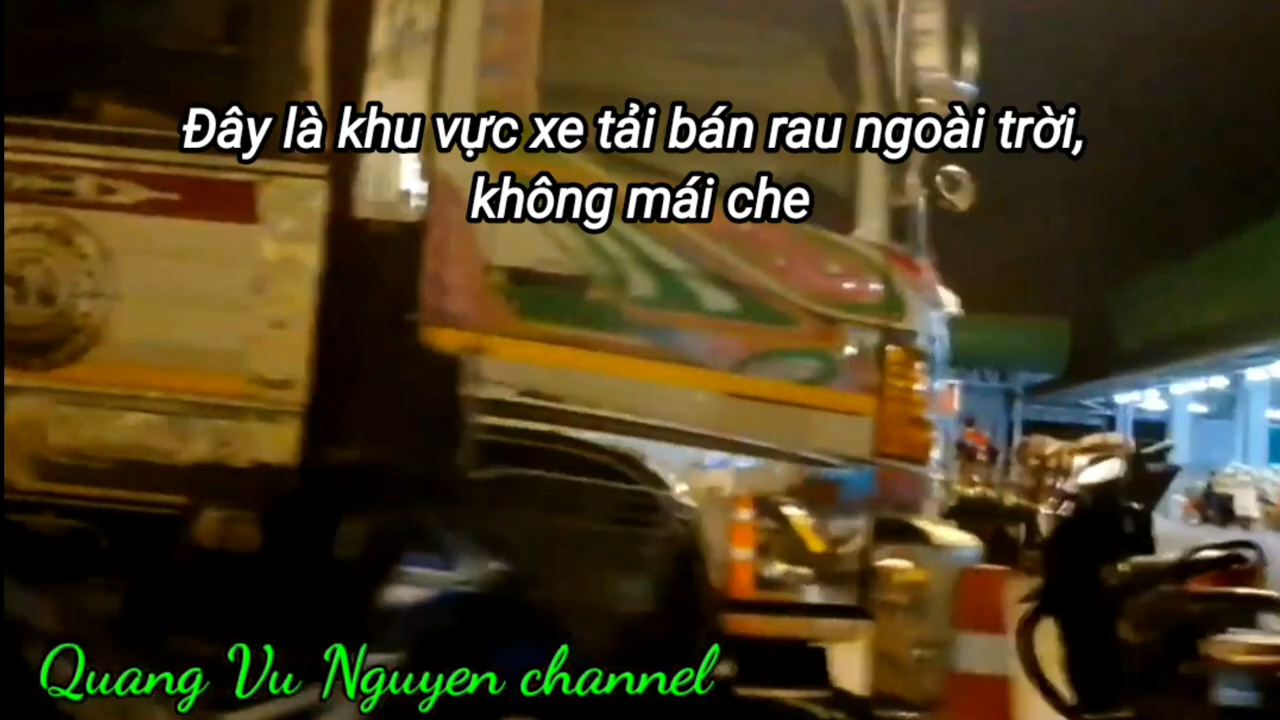 Đây là khu vực xe tải bán rau ngoài trời,
không mái che
Quang Vu Nguyen channel